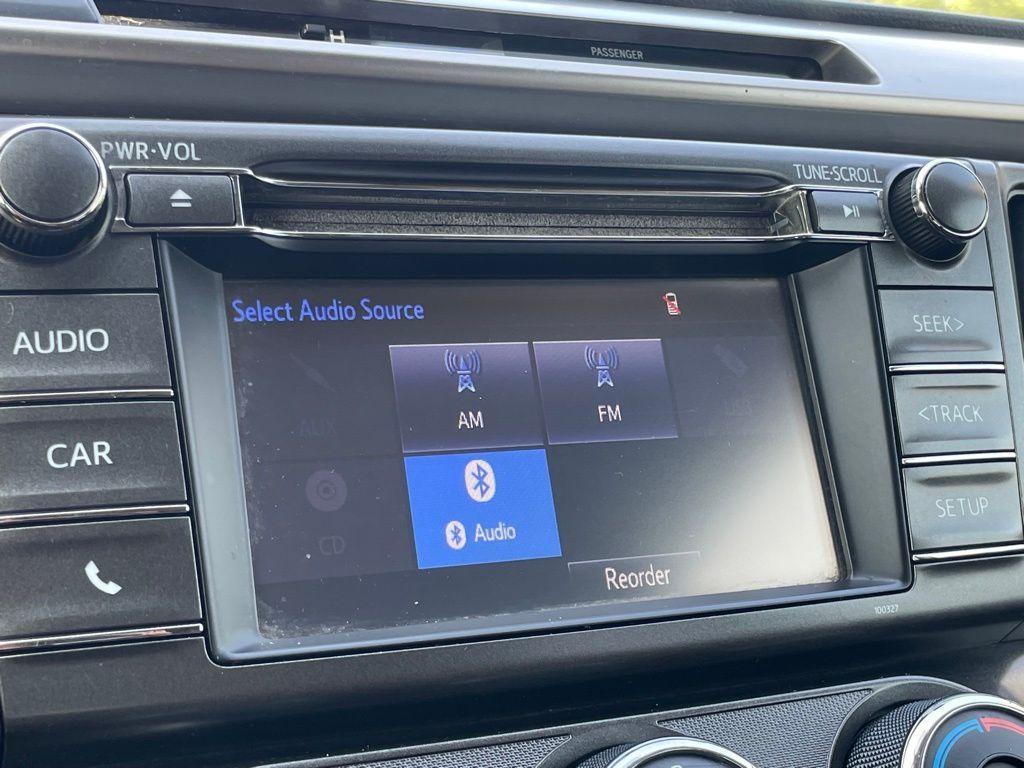 H
PASSENGER
PWR·VOL
TUNE·SCROLL
AUDIO
CAR
SEEK>
<TRACK
SETUP
Select Audio Source
AM
FM
AUX
USB
CD
Audio
Reorder
100327